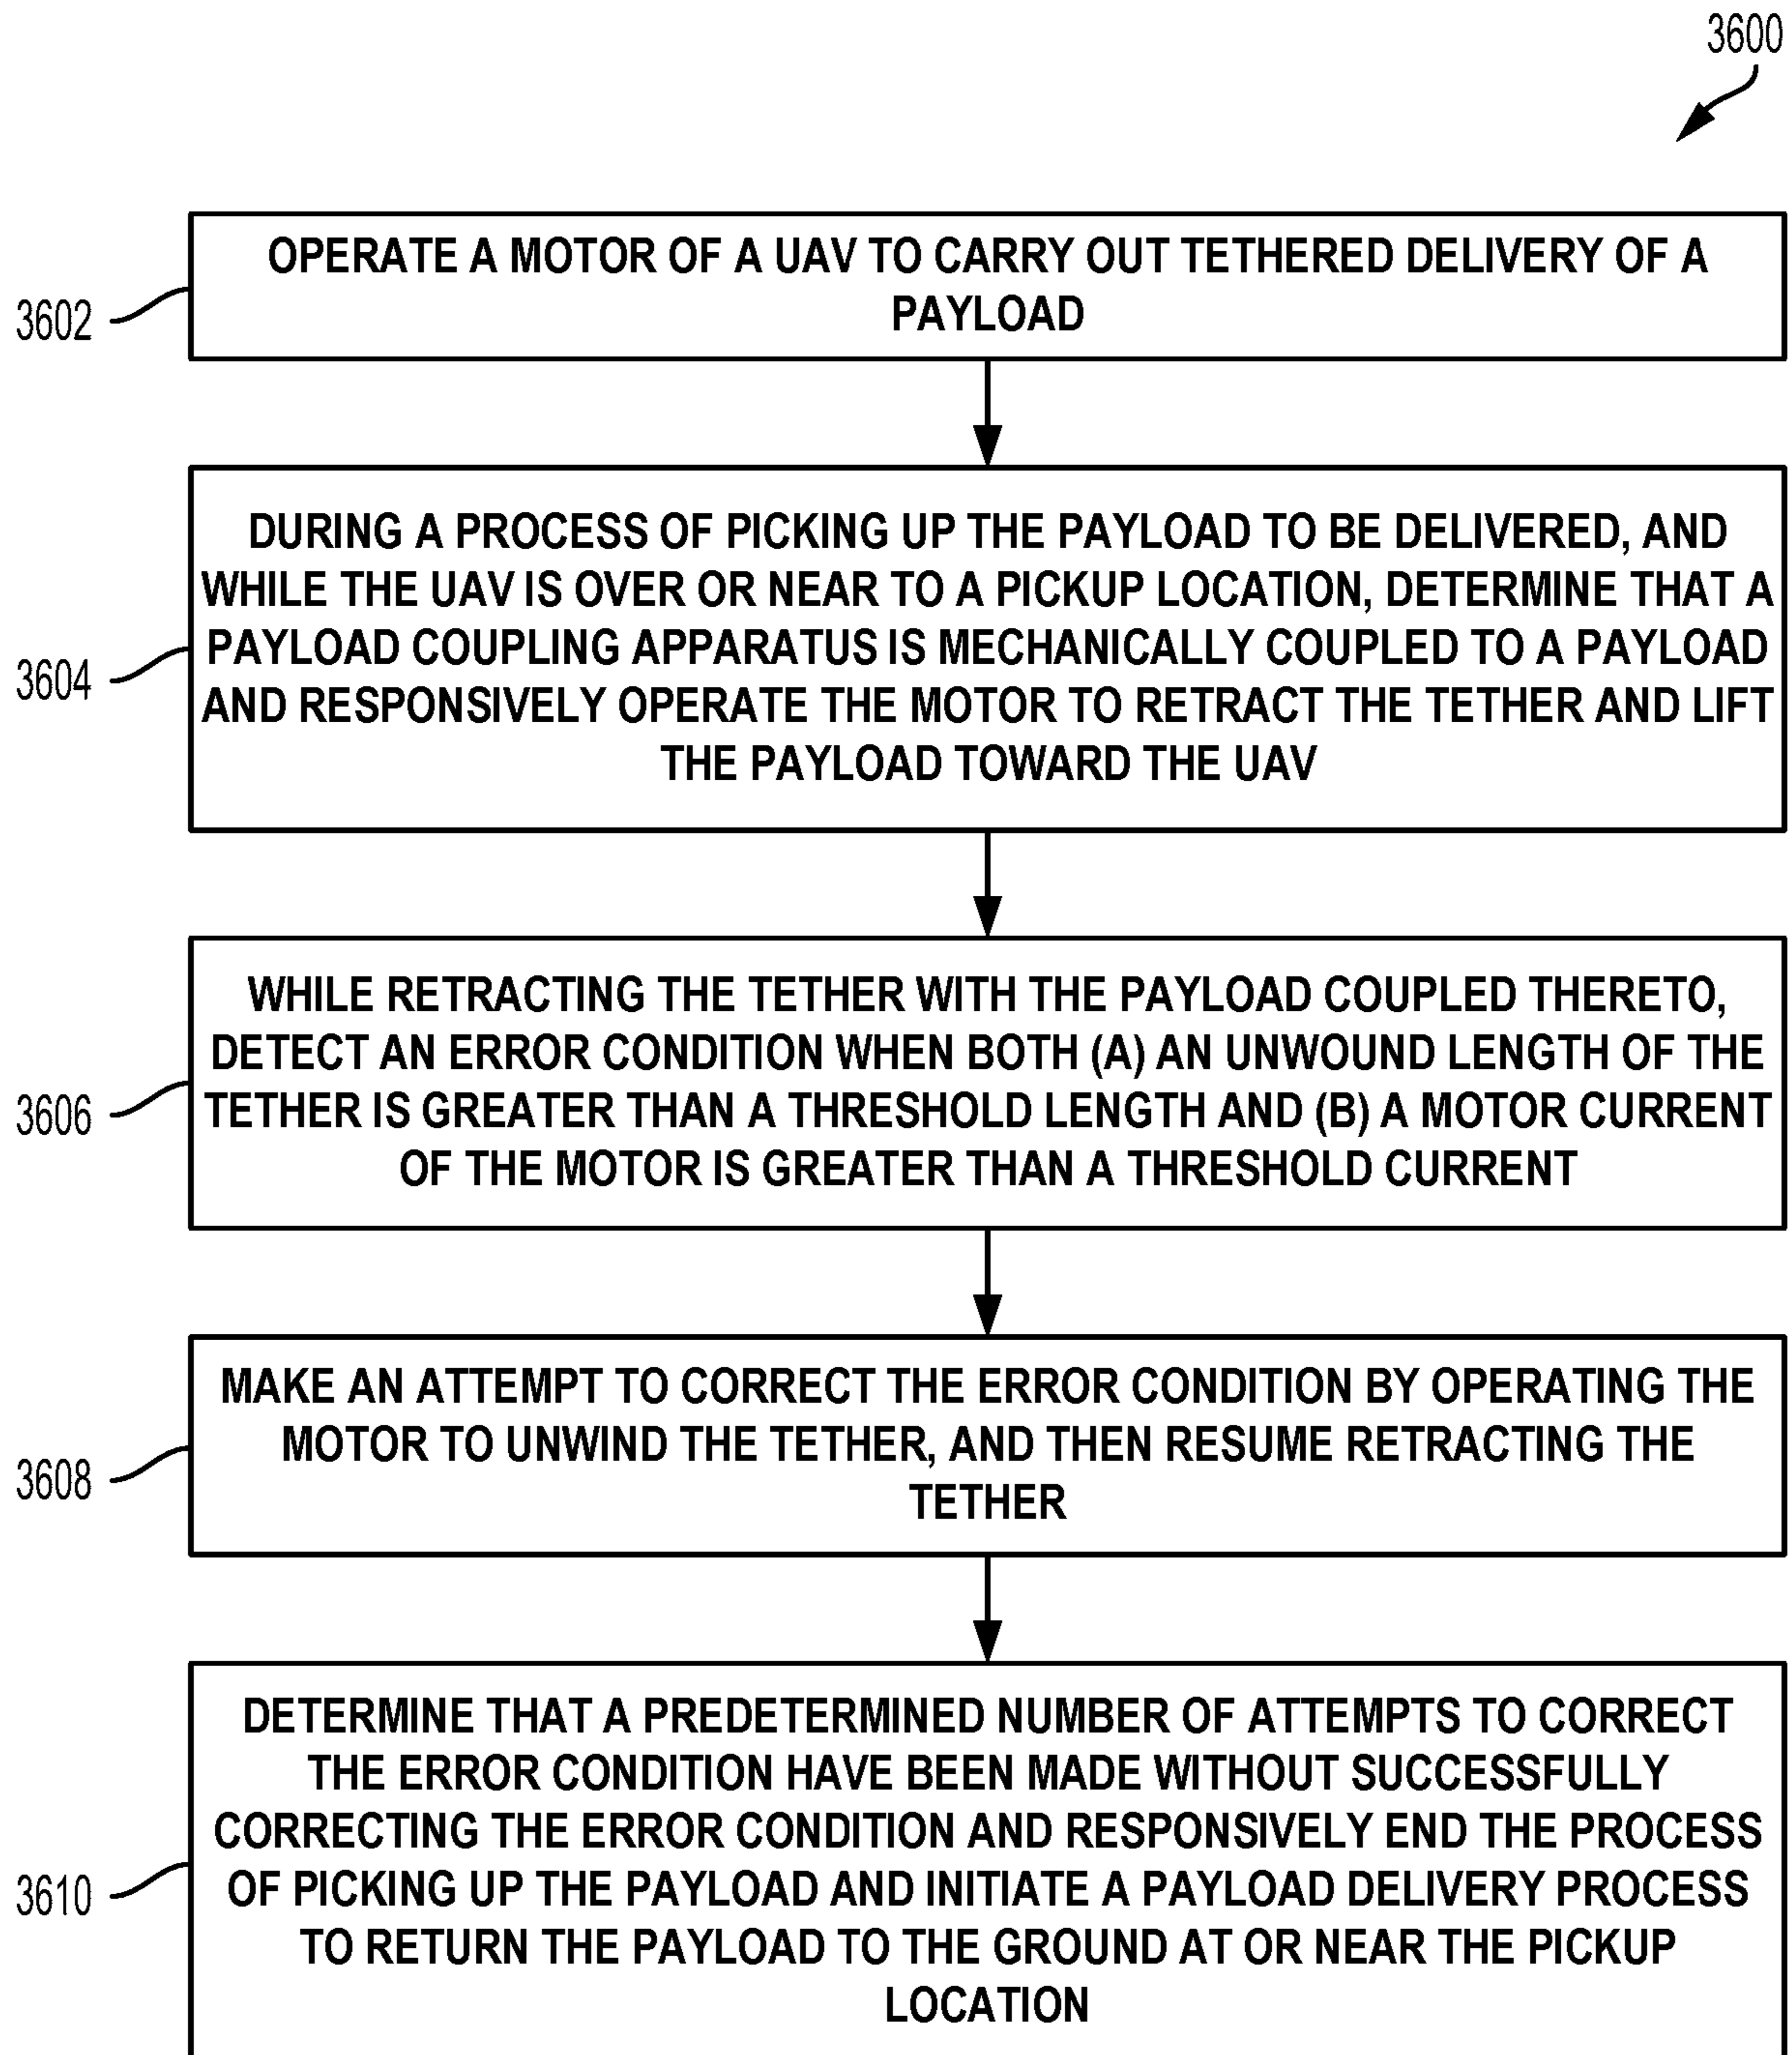 3600
3602
OPERATE A MOTOR OF A UAV TO CARRY OUT TETHERED DELIVERY OF A
PAYLOAD
3604
DURING A PROCESS OF PICKING UP THE PAYLOAD TO BE DELIVERED, AND
WHILE THE UAV IS OVER OR NEAR TO A PICKUP LOCATION, DETERMINE THAT A
PAYLOAD COUPLING APPARATUS IS MECHANICALLY COUPLED TO A PAYLOAD
AND RESPONSIVELY OPERATE THE MOTOR TO RETRACT THE TETHER AND LIFT
THE PAYLOAD TOWARD THE UAV
3606
WHILE RETRACTING THE TETHER WITH THE PAYLOAD COUPLED THERETO,
DETECT AN ERROR CONDITION WHEN BOTH (A) AN UNWOUND LENGTH OF THE
TETHER IS GREATER THAN A THRESHOLD LENGTH AND (B) A MOTOR CURRENT
OF THE MOTOR IS GREATER THAN A THRESHOLD CURRENT
3608
MAKE AN ATTEMPT TO CORRECT THE ERROR CONDITION BY OPERATING THE
MOTOR TO UNWIND THE TETHER, AND THEN RESUME RETRACTING THE
TETHER
3610
DETERMINE THAT A PREDETERMINED NUMBER OF ATTEMPTS TO CORRECT
THE ERROR CONDITION HAVE BEEN MADE WITHOUT SUCCESSFULLY
CORRECTING THE ERROR CONDITION AND RESPONSIVELY END THE PROCESS
OF PICKING UP THE PAYLOAD AND INITIATE A PAYLOAD DELIVERY PROCESS
TO RETURN THE PAYLOAD TO THE GROUND AT OR NEAR THE PICKUP
LOCATION